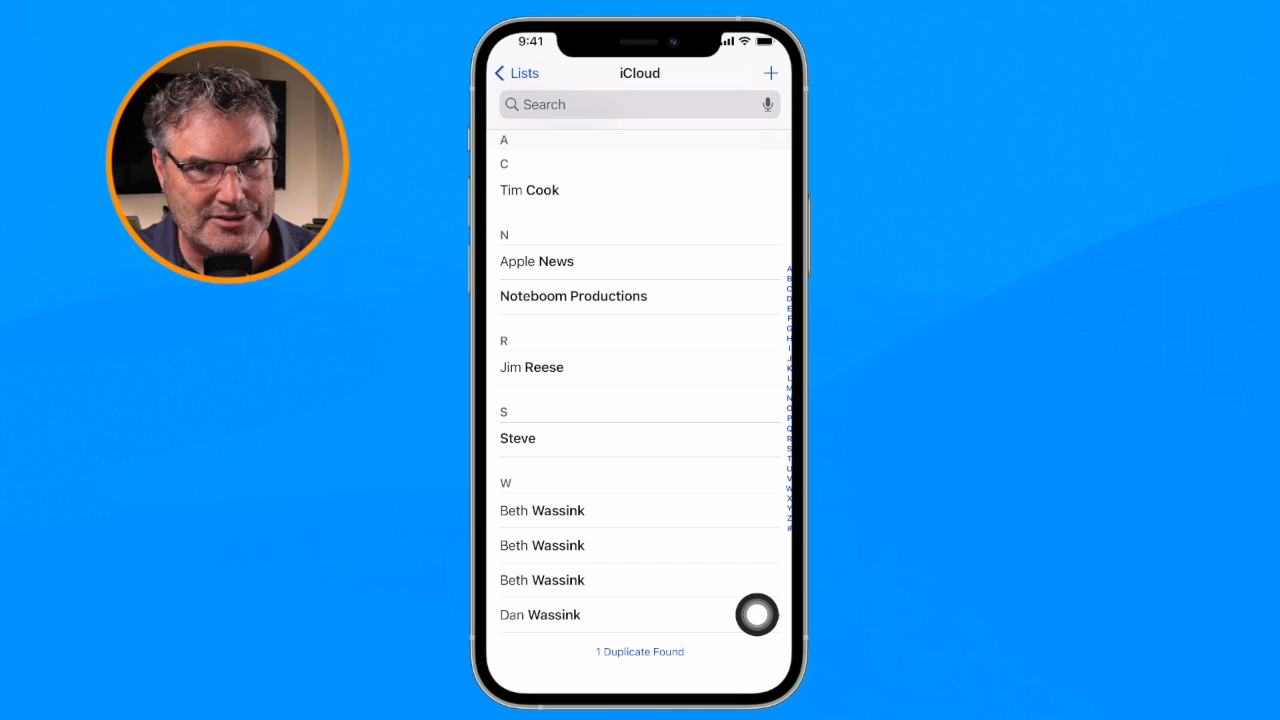 9:41
Lists
iCloud
Search
A
C
Tim Cook
N
Apple News
Noteboom Productions
R
Jim Reese
S
Steve
W
Beth Wassink
Beth Wassink
Beth Wassink
Dan Wassink
1 Duplicate Found
A
B
C
D
E
F
G
H
I
J
K
L
M
N
O
P
Q
R
S
T
U
V
W
X
Y
Z
#